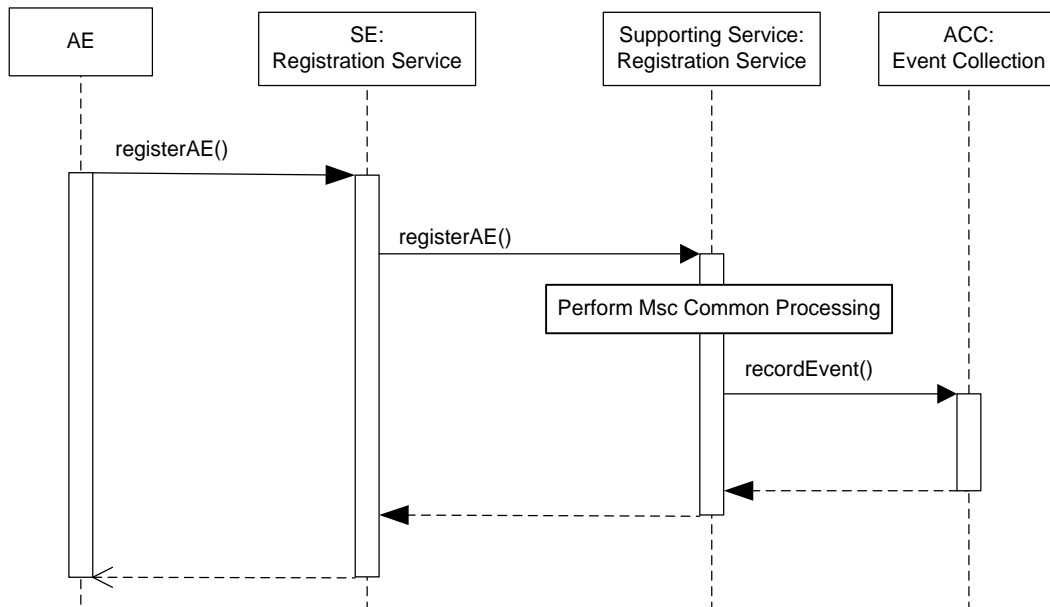 AE
SE:
Registration Service
Supporting Service:
Registration Service
ACC:
Event Collection
registerAE()
registerAE()
Perform Msc Common Processing
recordEvent()